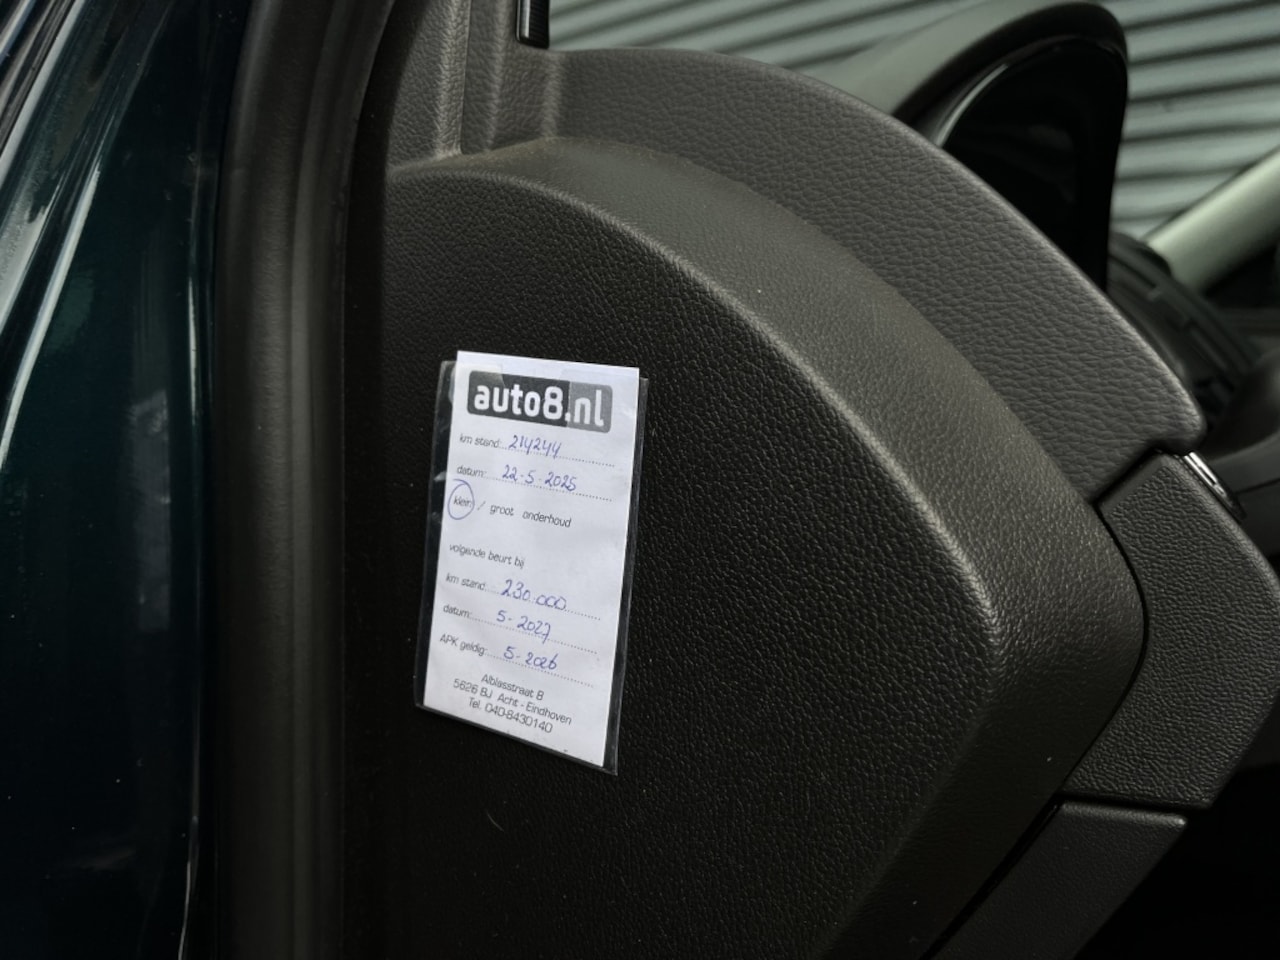 auto8.nl
km stand: 214244
datum: 22-5-2025
klein / groot onderhoud
volgende beurt bij
km stand: 230.000
datum: 5-2027
APK geldig: 5-2026
Alblasstraat 8
5626 BJ Acht - Eindhoven
Tel. 040-8430140